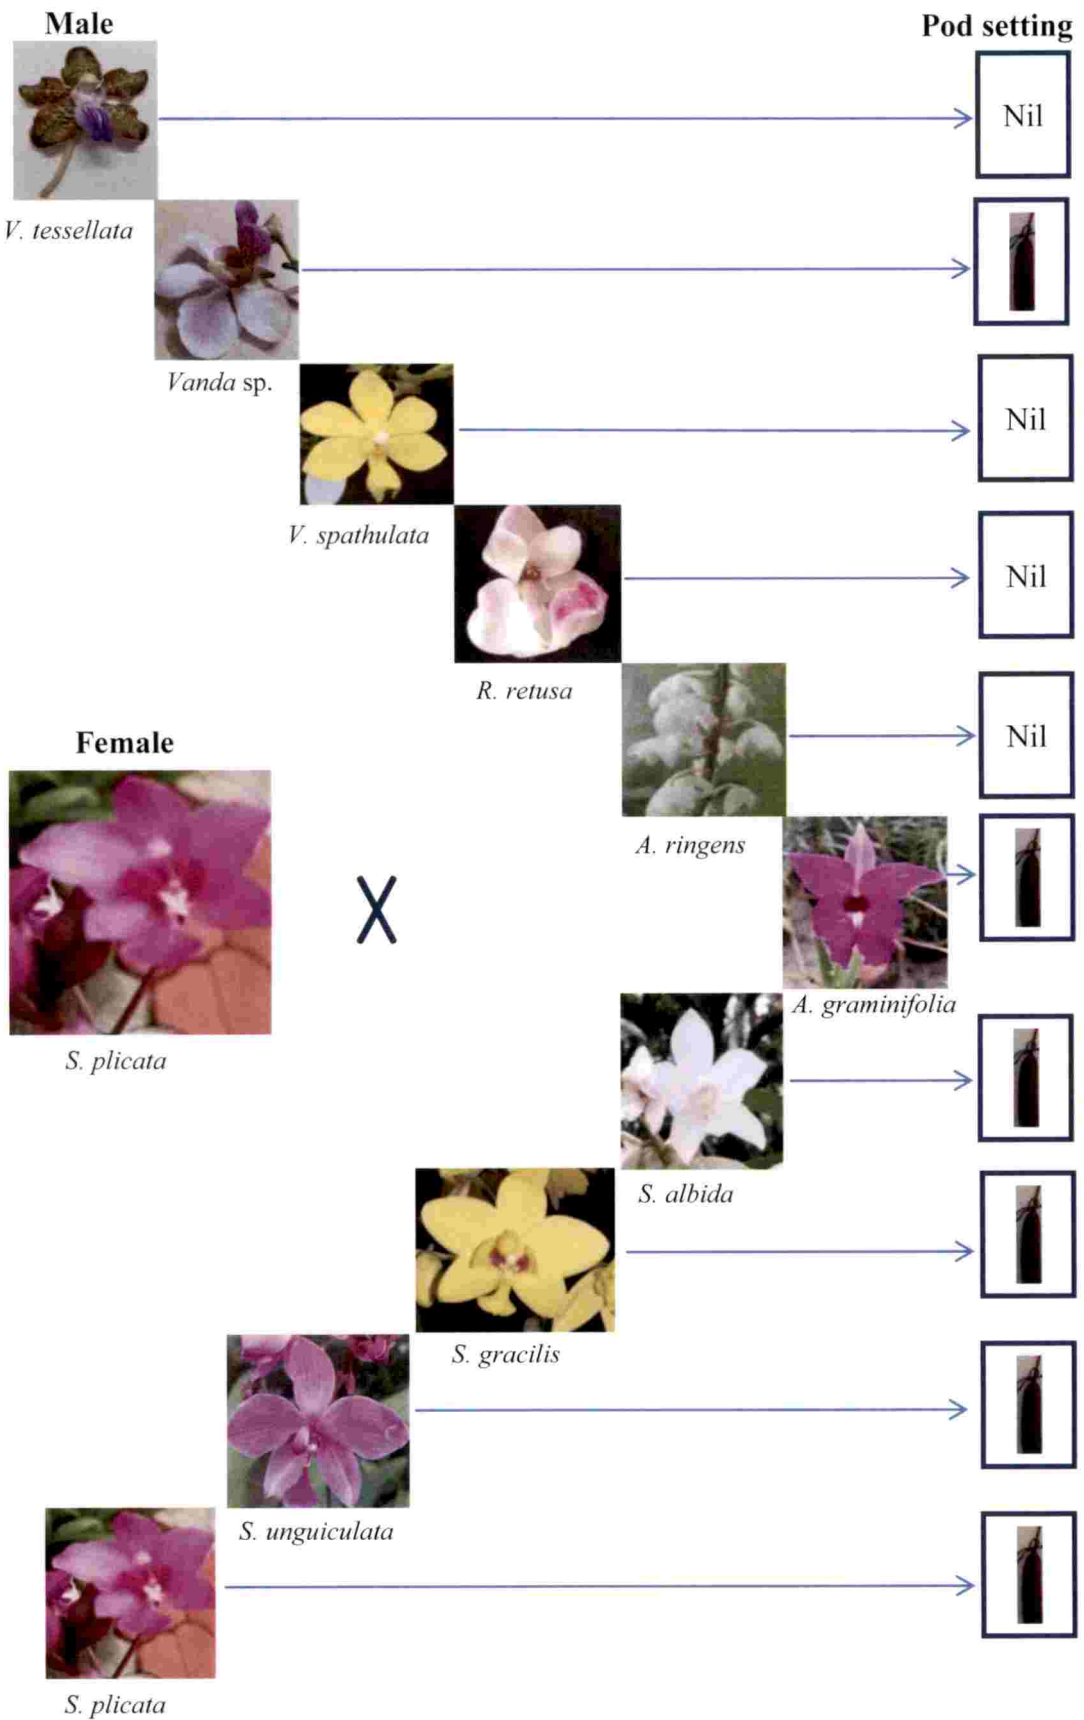 Male
Pod setting
Nil
V. tessellata
Vanda sp.
Nil
V. spathulata
Nil
R. retusa
Female
Nil
A. ringens
X
A. graminifolia
S. plicata
S. albida
S. gracilis
S. unguiculata
S. plicata